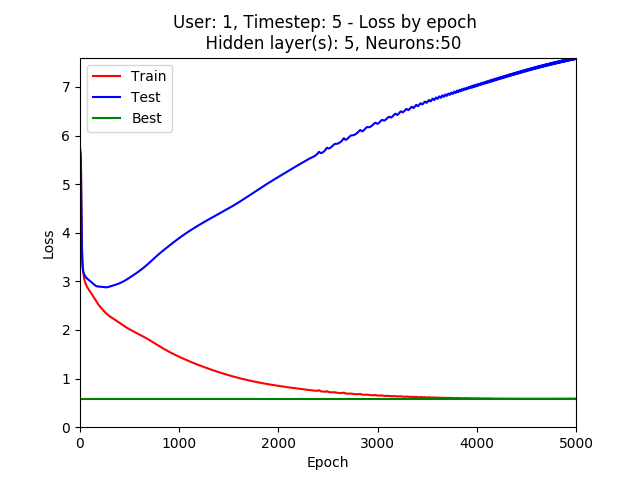 User: 1, Timestep: 5 - Loss by epoch
Hidden layer(s): 5, Neurons:50
Train
Test
Best
Loss
7
6
5
4
3
2
1
0
0 1000 2000 3000 4000 5000
Epoch